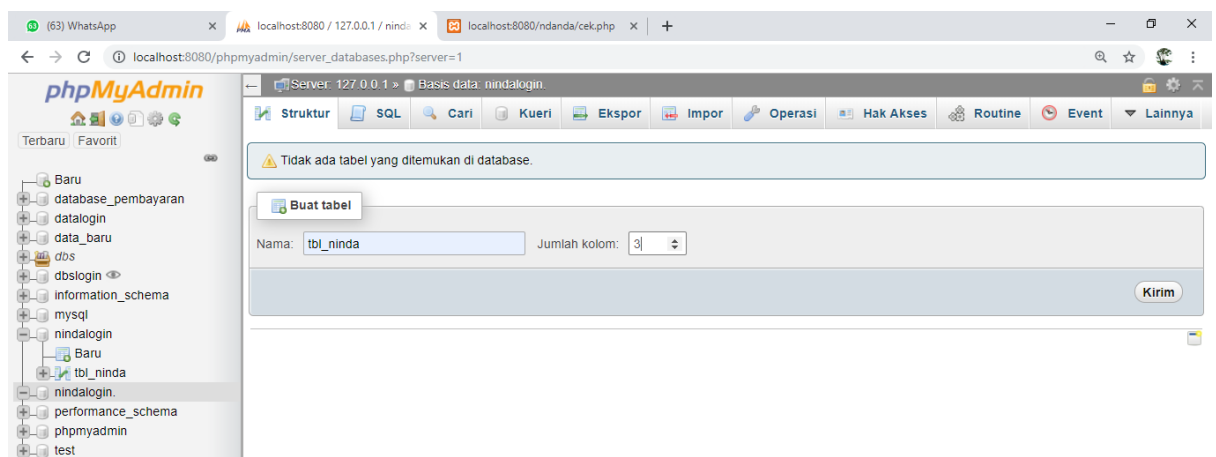 (63) WhatsApp
localhost:8080 / 127.0.0.1 / ninda
localhost:8080/ndanda/cek.php
localhost:8080/phpmyadmin/server_databases.php?server=1
phpMyAdmin
Terbaru Favorit
Baru
database_pembayaran
datalogin
data_baru
dbs
dbslogin
information_schema
mysql
nindalogin
Baru
tbl_ninda
nindalogin.
performance_schema
phpmyadmin
test
Server: 127.0.0.1 » Basis data: nindalogin.
Struktur SQL Cari Kueri Ekspor Impor Operasi Hak Akses Routine Event Lainnya
Tidak ada tabel yang ditemukan di database.
Buat tabel
Nama: tbl_ninda Jumlah kolom: 3
Kirim